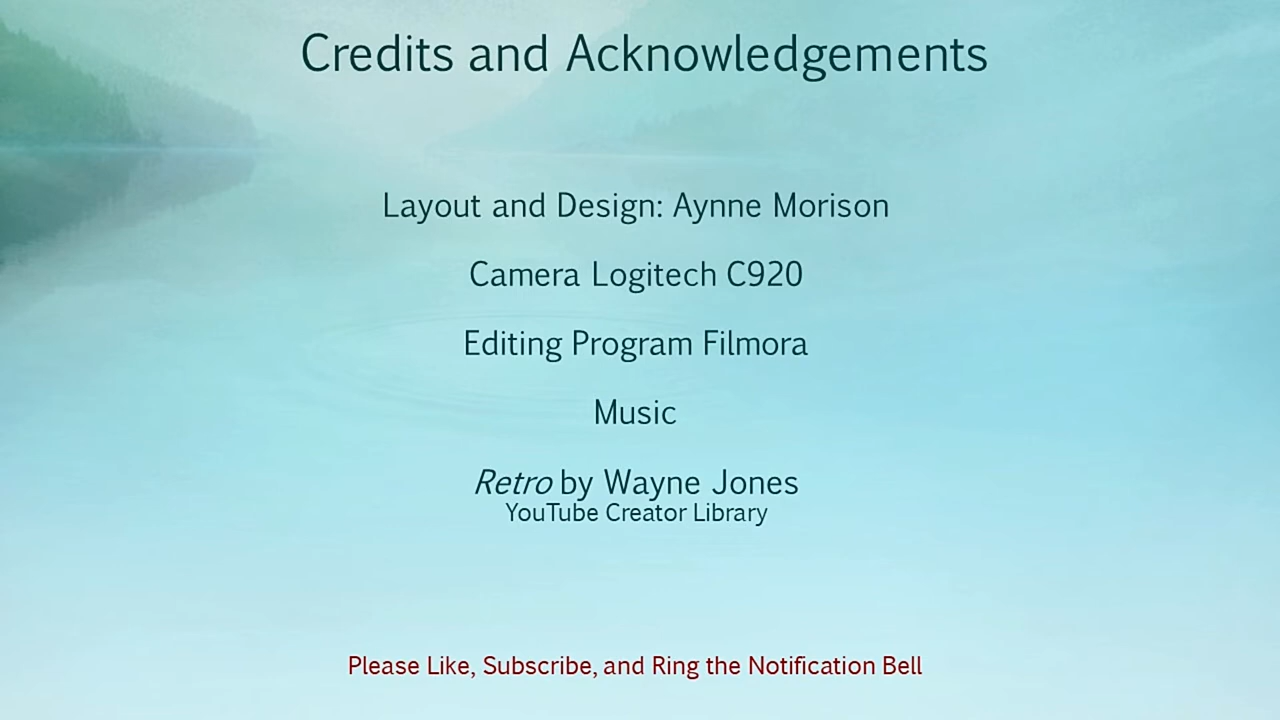 Credits and Acknowledgements
Layout and Design: Aynne Morison
Camera Logitech C920
Editing Program Filmora
Music
Retro by Wayne Jones
YouTube Creator Library
Please Like, Subscribe, and Ring the Notification Bell